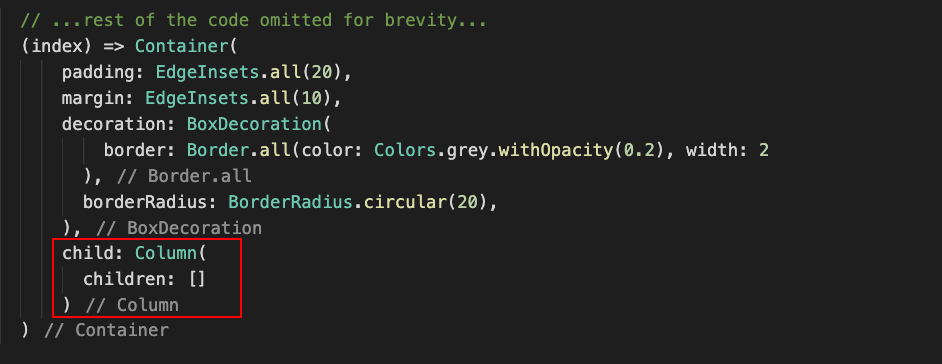 // ...rest of the code omitted for brevity...
(index) => Container(
padding: EdgeInsets.all(20),
margin: EdgeInsets.all(10),
decoration: BoxDecoration(
border: Border.all(color: Colors.grey.withOpacity(0.2), width: 2
), // Border.all
borderRadius: BorderRadius.circular(20),
), // BoxDecoration
child: Column(
children: []
) // Column
) // Container